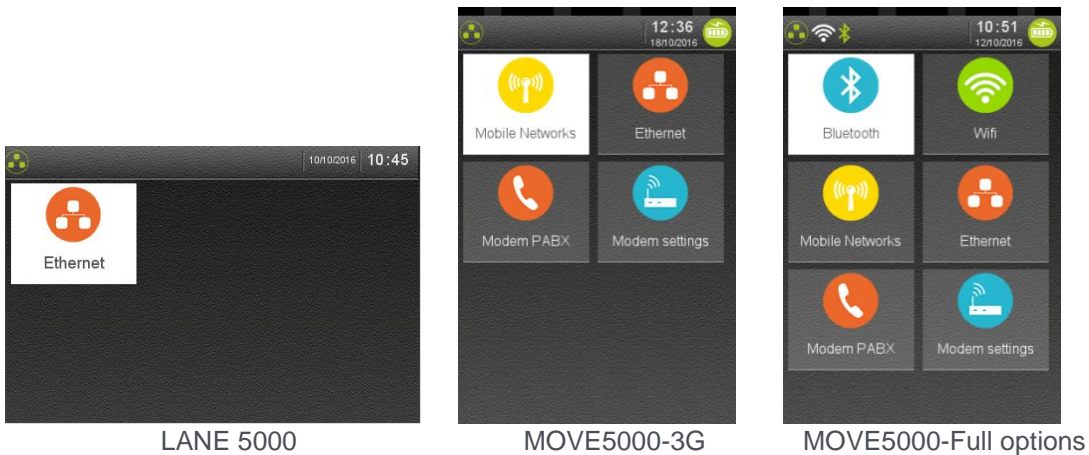 10/10/2016 10:45
Ethernet
LANE 5000
12:36
18/10/2016
Mobile Networks Ethernet
Modem PABX Modem settings
MOVE5000-3G
10:51
12/10/2016
Bluetooth Wifi
Mobile Networks Ethernet
Modem PABX Modem settings
MOVE5000-Full options